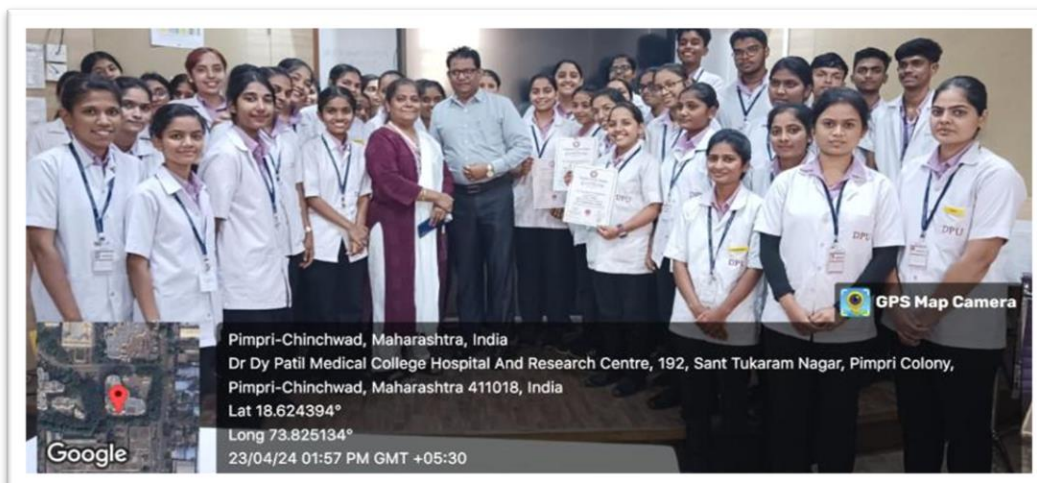 DPU
DPU
DPU
DPU
GPS Map Camera
Pimpri-Chinchwad, Maharashtra, India
Dr Dy Patil Medical College Hospital And Research Centre, 192, Sant Tukaram Nagar, Pimpri Colony,
Pimpri-Chinchwad, Maharashtra 411018, India
Lat 18.624394°
Long 73.825134°
23/04/24 01:57 PM GMT +05:30
Google